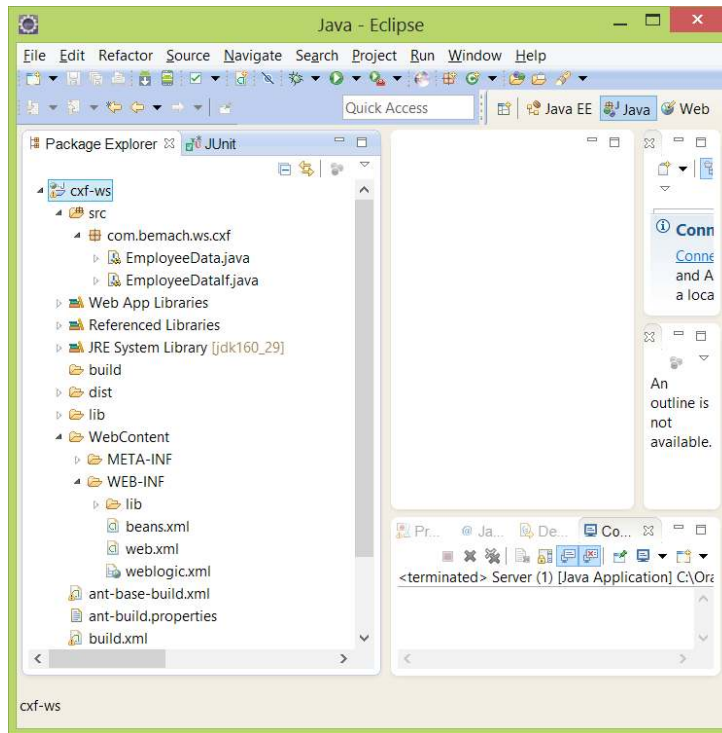 Java - Eclipse
File Edit Refactor Source Navigate Search Project Run Window Help
Quick Access
Java EE
Java
Web
Package Explorer
JUnit
cxf-ws
src
com.bemach.ws.cxf
EmployeeData.java
EmployeeDataIf.java
Web App Libraries
Referenced Libraries
JRE System Library [jdk160_29]
build
dist
lib
WebContent
META-INF
WEB-INF
lib
beans.xml
web.xml
weblogic.xml
ant-base-build.xml
ant-build.properties
build.xml
Conn
Conne
and A
a loca
An
outline is
not
available.
Pr...
@ Ja...
De...
Co...
<terminated> Server (1) [Java Application] C:\Ora
cxf-ws